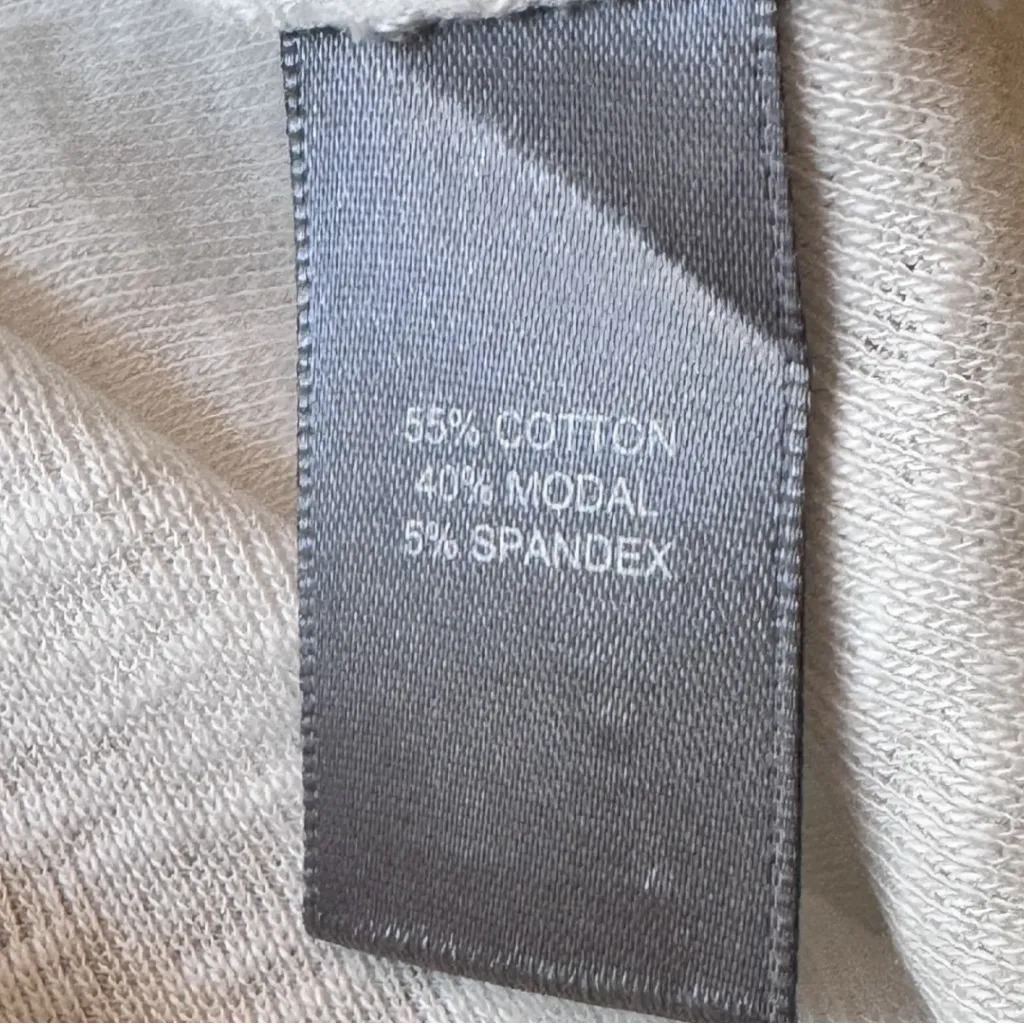 55% COTTON
40% MODAL
5% SPANDEX